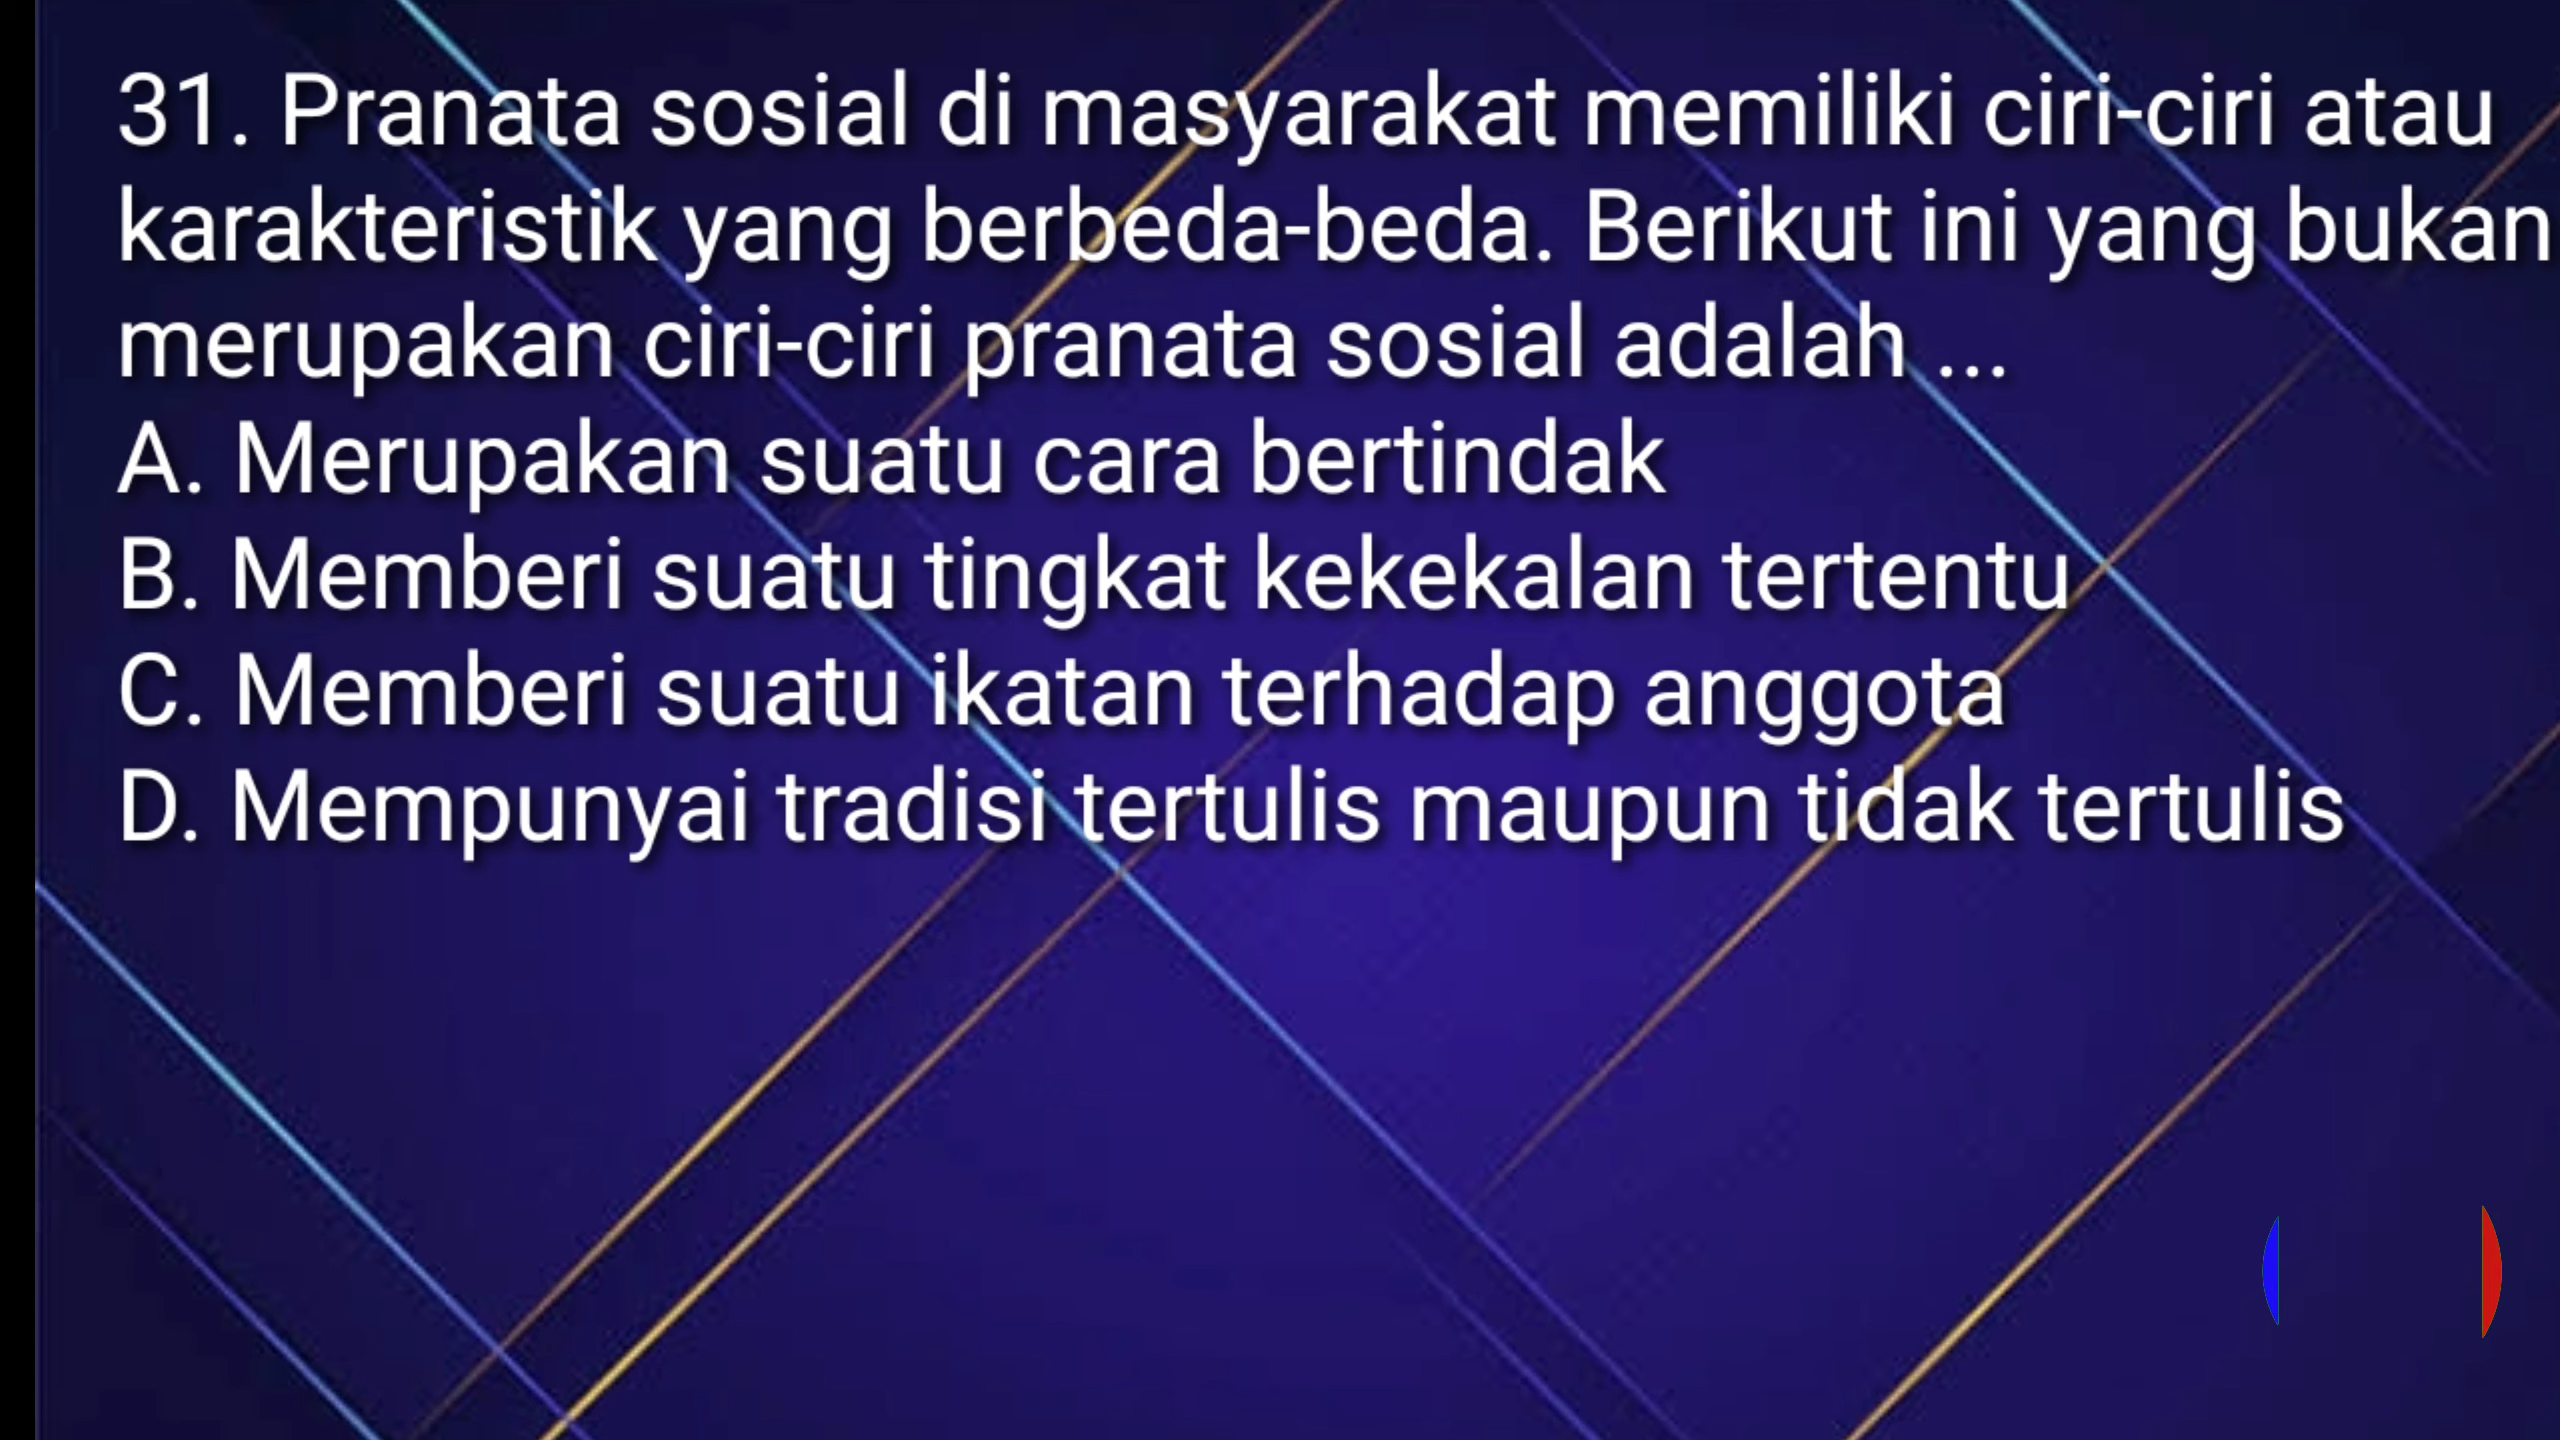 31. Pranata sosial di masyarakat memiliki ciri-ciri atau
karakteristik yang berbeda-beda. Berikut ini yang bukan
merupakan ciri-ciri pranata sosial adalah ...
A. Merupakan suatu cara bertindak
B. Memberi suatu tingkat kekekalan tertentu
C. Memberi suatu ikatan terhadap anggota
D. Mempunyai tradisi tertulis maupun tidak tertulis